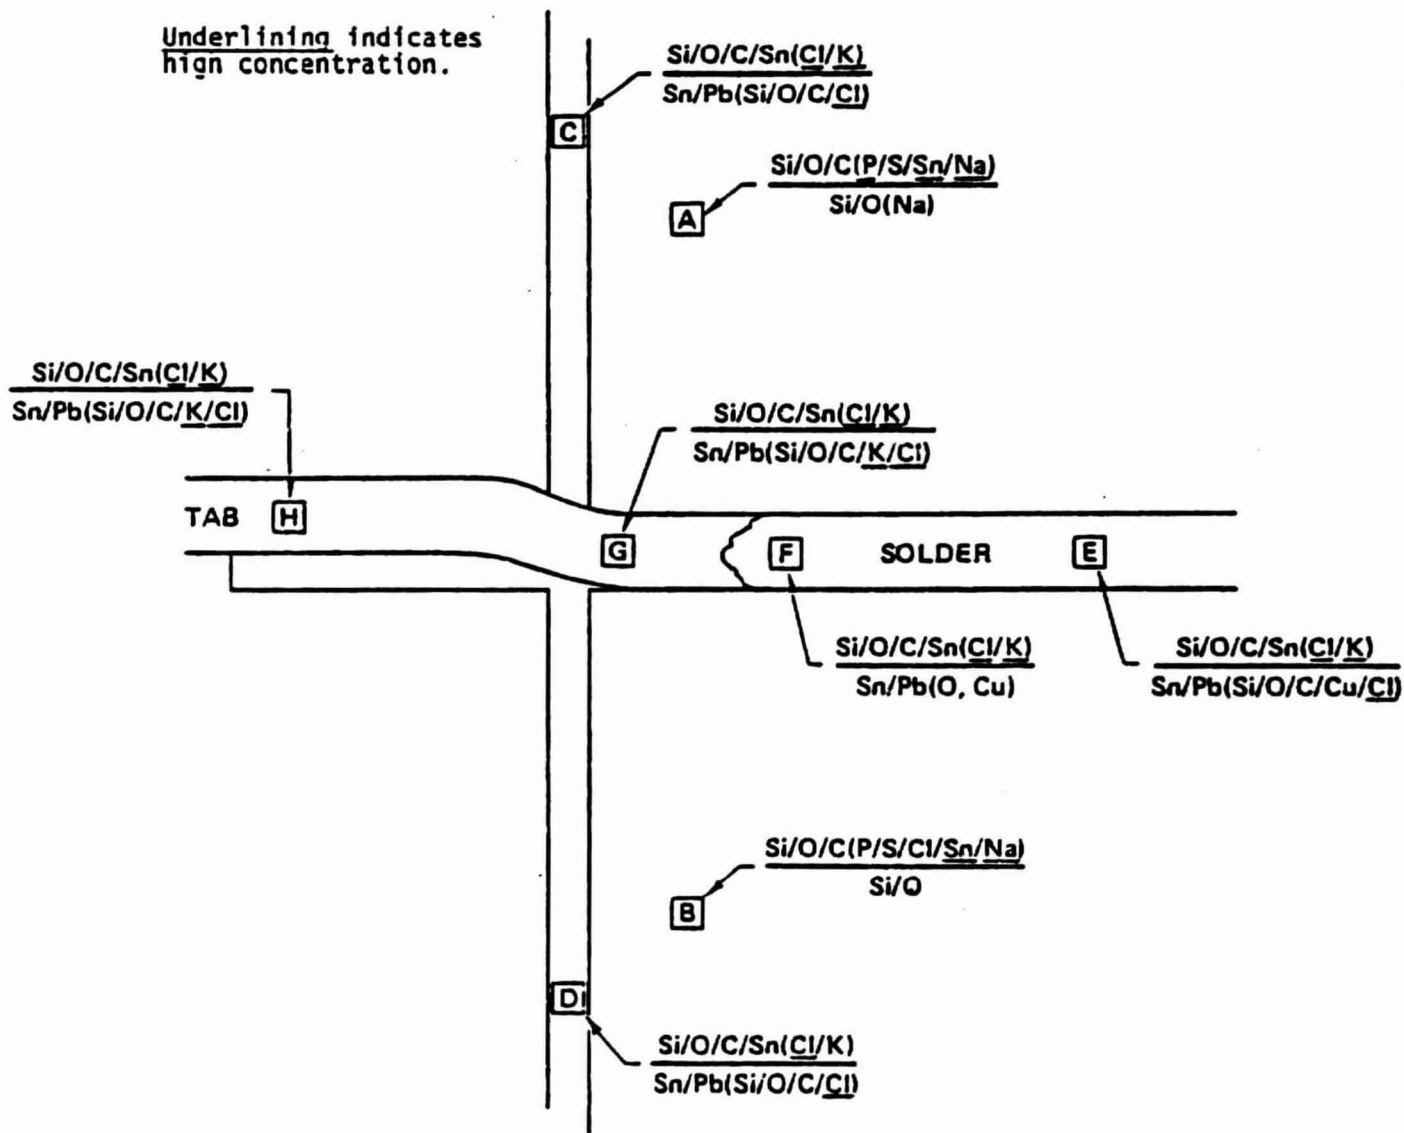 Underlining indicates
hign concentration.
Si/O/C/Sn(Cl/K)
Sn/Pb(Si/O/C/Cl)
C
Si/O/C(P/S/Sn/Na)
Si/O(Na)
A
Si/O/C/Sn(Cl/K)
Sn/Pb(Si/O/C/K/Cl)
Si/O/C/Sn(Cl/K)
Sn/Pb(Si/O/C/K/Cl)
TAB
H
G
F
SOLDER
E
Si/O/C/Sn(Cl/K)
Sn/Pb(O, Cu)
Si/O/C/Sn(Cl/K)
Sn/Pb(Si/O/C/Cu/Cl)
Si/O/C(P/S/Cl/Sn/Na)
Si/O
B
D
Si/O/C/Sn(Cl/K)
Sn/Pb(Si/O/C/Cl)